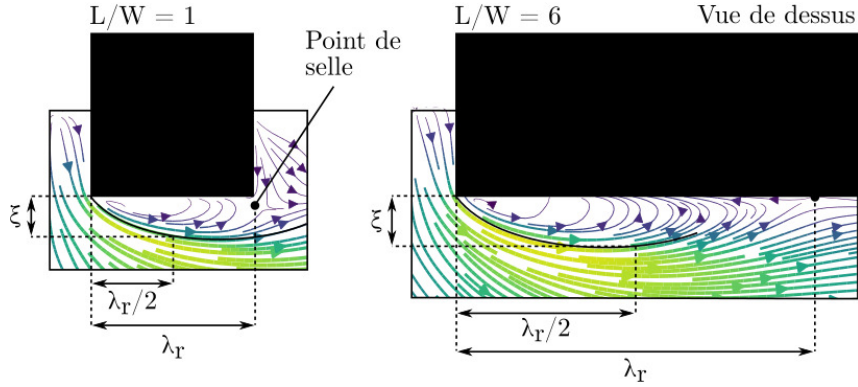 L/W = 1
L/W = 6
Vue de dessus
Point de
selle
ξ
ξ
λr/2
λr
λr/2
λr